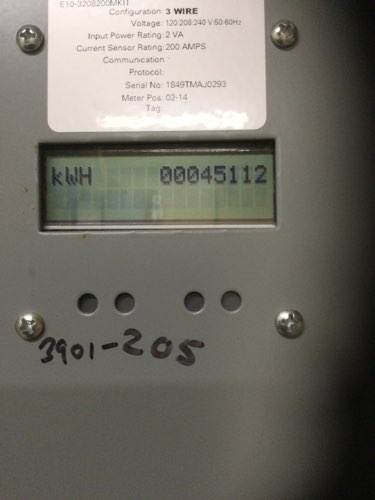 E10-3208200MKIT
Configuration: 3 WIRE
Voltage: 120:208:240 V/50/60Hz
Input Power Rating: 2 VA
Current Sensor Rating: 200 AMPS
Communication
Protocol:
Serial No: 1849TMAJ0293
Meter Pos: 02-14
Tag:
kWH 00045112
3901-205